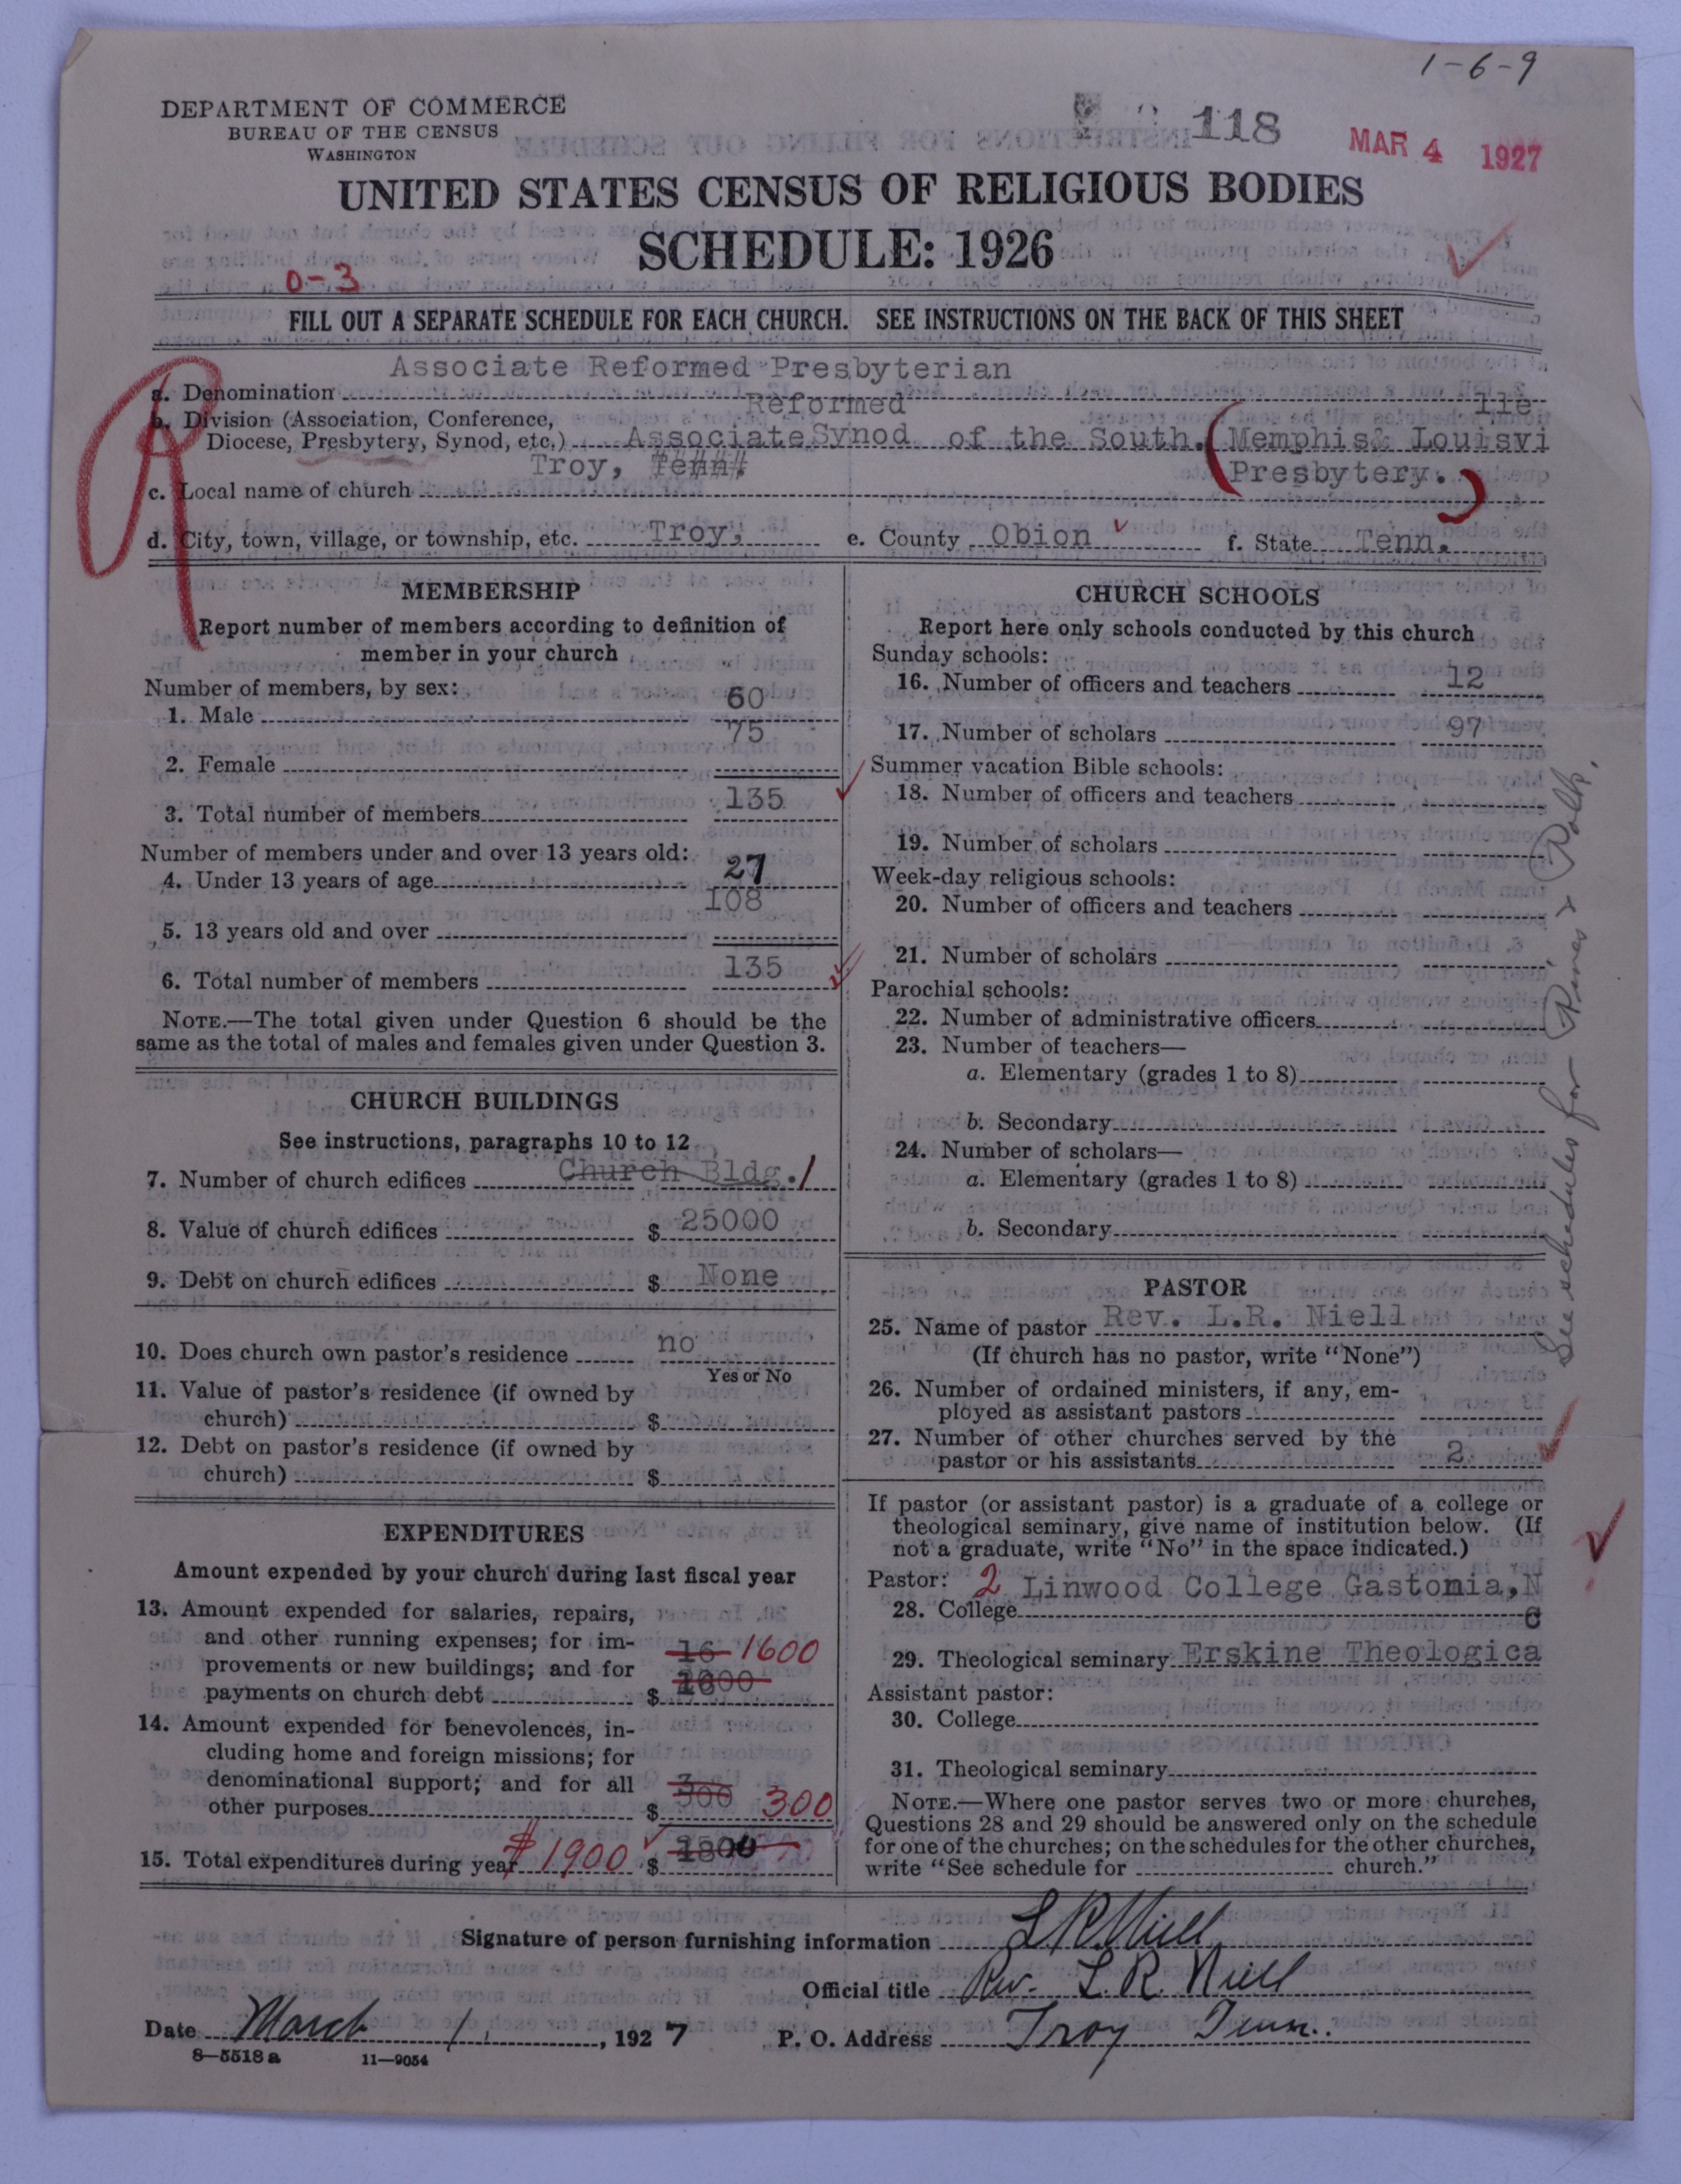 1-6-9
DEPARTMENT OF COMMERCE
BUREAU OF THE CENSUS
WASHINGTON
118
MAR 4 1927
UNITED STATES CENSUS OF RELIGIOUS BODIES
SCHEDULE: 1926
0-3
FILL OUT A SEPARATE SCHEDULE FOR EACH CHURCH. SEE INSTRUCTIONS ON THE BACK OF THIS SHEET
a. Denomination Associate Reformed Presbyterian
b. Division (Association, Conference,
Reformed lle
Diocese, Presbytery, Synod, etc.) Associate Synod of the South. (Memphis& Louisvi
Presbytery.)
c. Local name of church Troy, Tenn.
d. City, town, village, or township, etc. Troy, e. County Obion f. State Tenn.
MEMBERSHIP
Report number of members according to definition of
member in your church
Number of members, by sex:
1. Male 60
2. Female 75
3. Total number of members 135
Number of members under and over 13 years old:
4. Under 13 years of age 27
5. 13 years old and over 108
6. Total number of members 135
NOTE.—The total given under Question 6 should be the
same as the total of males and females given under Question 3.
CHURCH BUILDINGS
See instructions, paragraphs 10 to 12
7. Number of church edifices Church Bldg. 1
8. Value of church edifices $ 25000
9. Debt on church edifices $ None
10. Does church own pastor's residence no
Yes or No
11. Value of pastor's residence (if owned by
church) $
12. Debt on pastor's residence (if owned by
church) $
EXPENDITURES
Amount expended by your church during last fiscal year
13. Amount expended for salaries, repairs,
and other running expenses; for im-
provements or new buildings; and for 16 1600
payments on church debt $ 1600
14. Amount expended for benevolences, in-
cluding home and foreign missions; for
denominational support; and for all
other purposes $ 300 300
15. Total expenditures during year $1900 $ 1800
CHURCH SCHOOLS
Report here only schools conducted by this church
Sunday schools:
16. Number of officers and teachers 12
17. Number of scholars 97
Summer vacation Bible schools:
18. Number of officers and teachers
19. Number of scholars
Week-day religious schools:
20. Number of officers and teachers
21. Number of scholars
Parochial schools:
22. Number of administrative officers
23. Number of teachers—
a. Elementary (grades 1 to 8)
b. Secondary
24. Number of scholars—
a. Elementary (grades 1 to 8)
b. Secondary
PASTOR
25. Name of pastor Rev. L.R. Niell
(If church has no pastor, write "None")
26. Number of ordained ministers, if any, em-
ployed as assistant pastors
27. Number of other churches served by the
pastor or his assistants 2
If pastor (or assistant pastor) is a graduate of a college or
theological seminary, give name of institution below. (If
not a graduate, write "No" in the space indicated.)
Pastor: 2
28. College Linwood College Gastonia, N
C
29. Theological seminary Erskine Theologica
Assistant pastor:
30. College
31. Theological seminary
NOTE.—Where one pastor serves two or more churches,
Questions 28 and 29 should be answered only on the schedule
for one of the churches; on the schedules for the other churches,
write "See schedule for church."
See schedules for Rives & Polk.
Signature of person furnishing information L R Niell
Official title Rev. L R. Niell
Date March 1, 1927 P. O. Address Troy Tenn.
8—5518a 11—9054